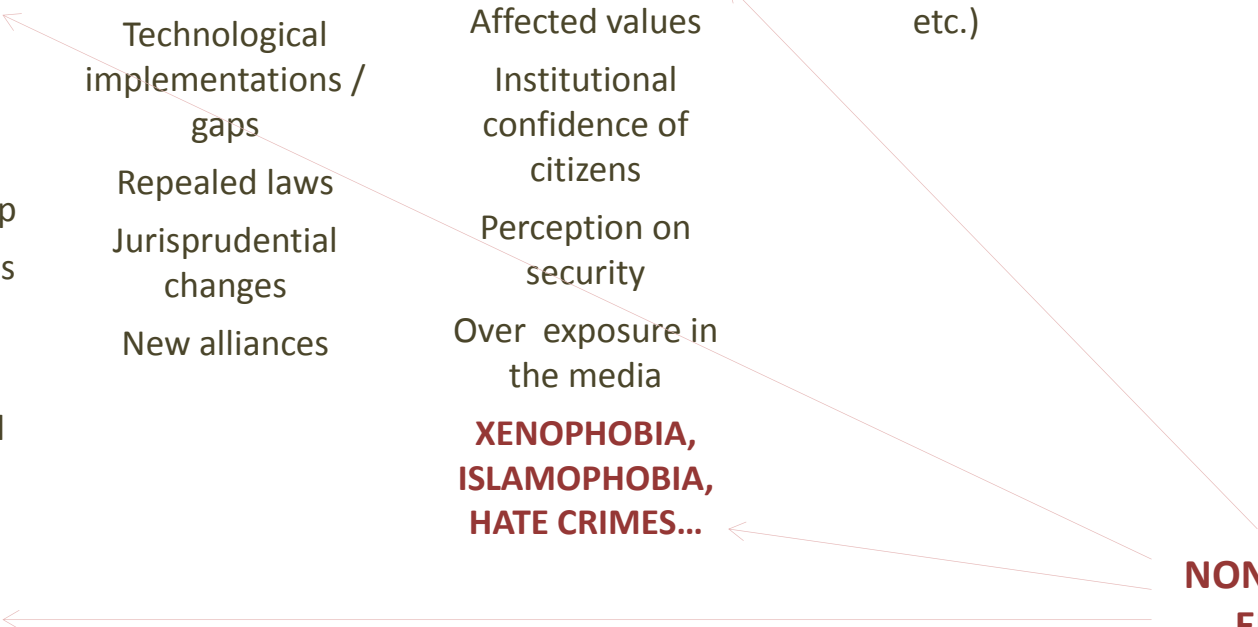 Technological
implementations /
gaps
Repealed laws
Jurisprudential
changes
New alliances
Affected values
Institutional
confidence of
citizens
Perception on
security
Over exposure in
the media
XENOPHOBIA,
ISLAMOPHOBIA,
HATE CRIMES…
etc.)